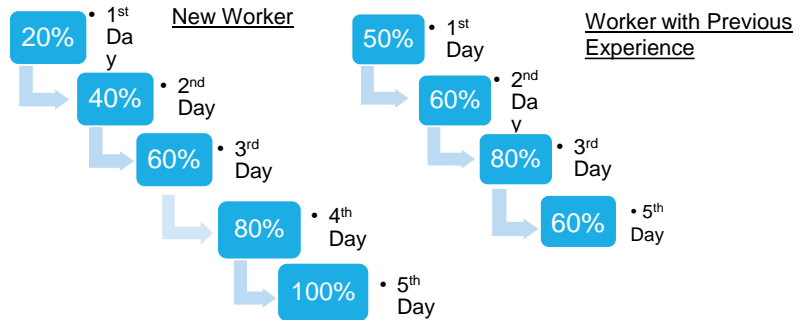 New Worker
20%
• 1st
Da
y
40%
• 2nd
Day
60%
• 3rd
Day
80%
• 4th
Day
100%
• 5th
Day
Worker with Previous
Experience
50%
• 1st
Day
60%
• 2nd
Da
y
80%
• 3rd
Day
60%
• 5th
Day